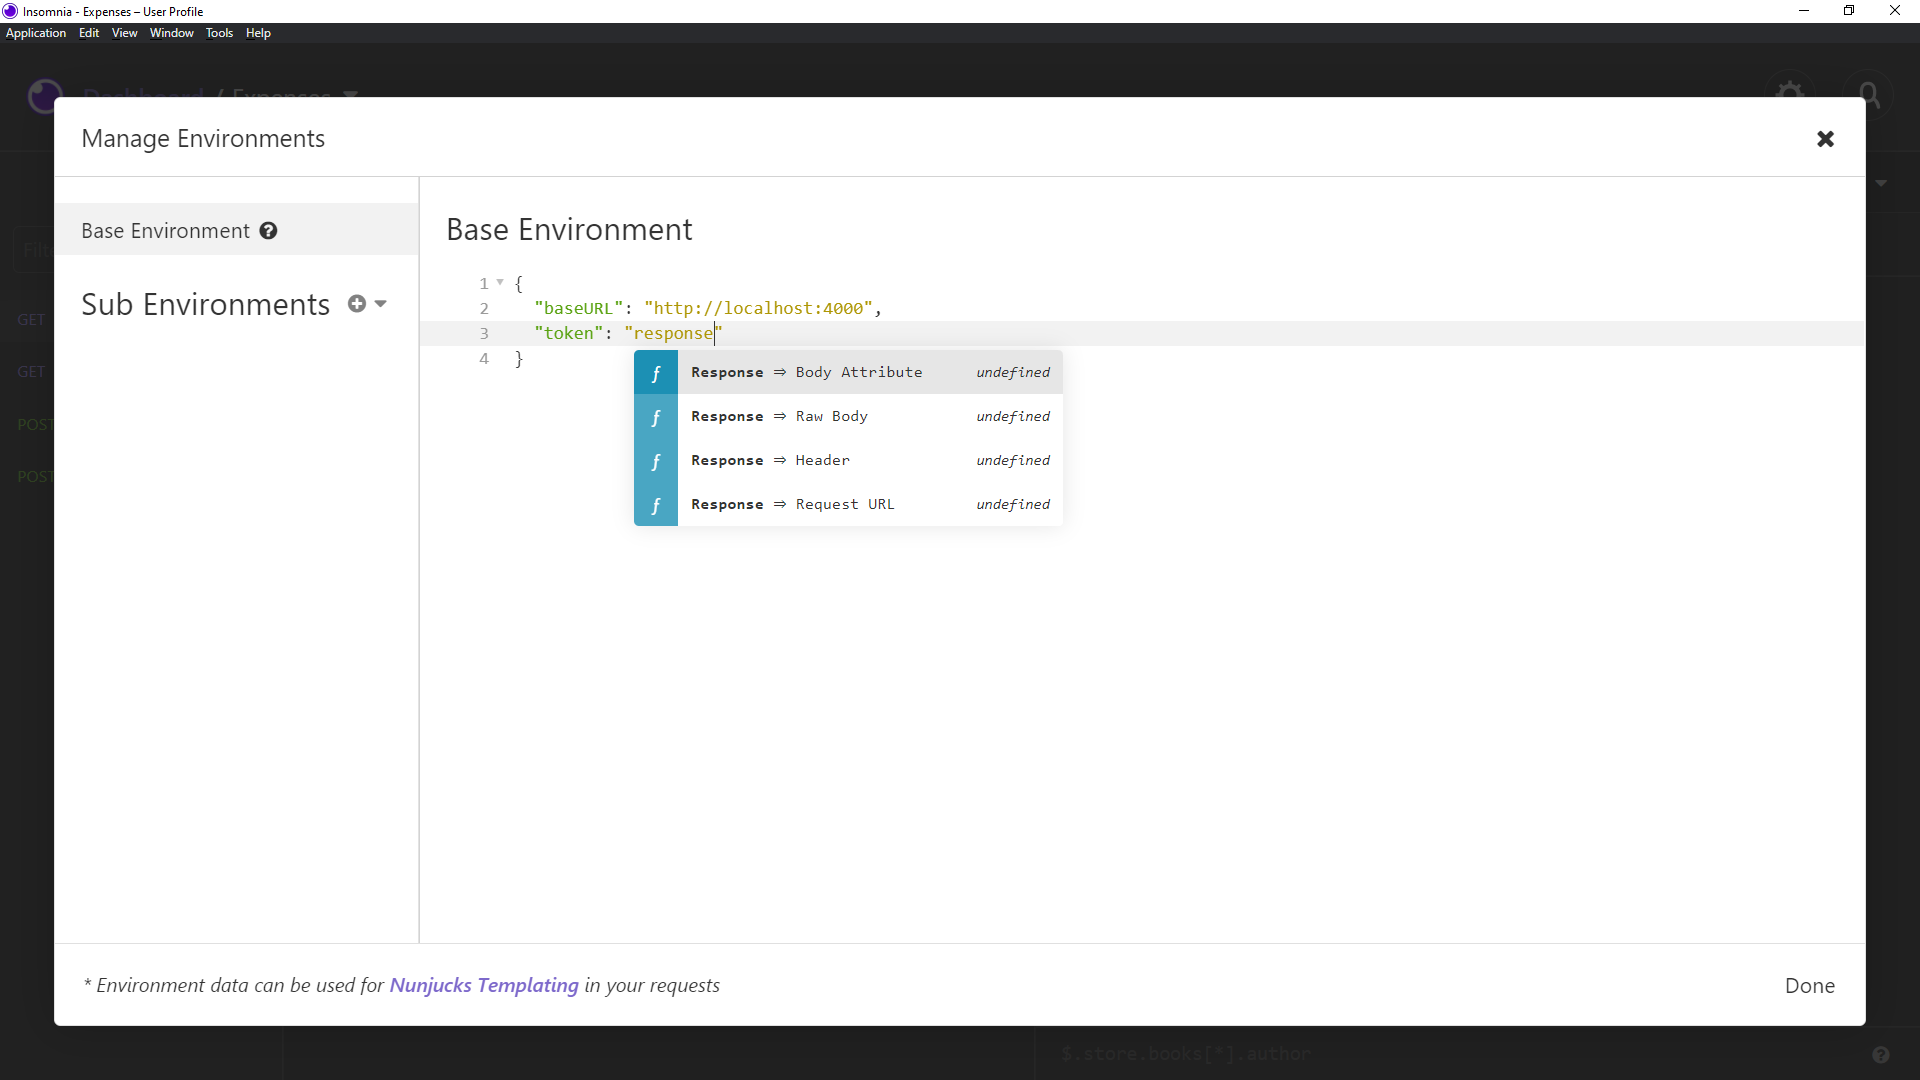 Insomnia - Expenses – User Profile
Application Edit View Window Tools Help
Dashboard / Expenses
Manage Environments
Base Environment
Sub Environments
Base Environment
1 {
2 "baseURL": "http://localhost:4000",
3 "token": "response"
4 }
f Response ⇒ Body Attribute undefined
f Response ⇒ Raw Body undefined
f Response ⇒ Header undefined
f Response ⇒ Request URL undefined
GET
GET
POST
POST
* Environment data can be used for Nunjucks Templating in your requests
Done
$.store.books[*].author